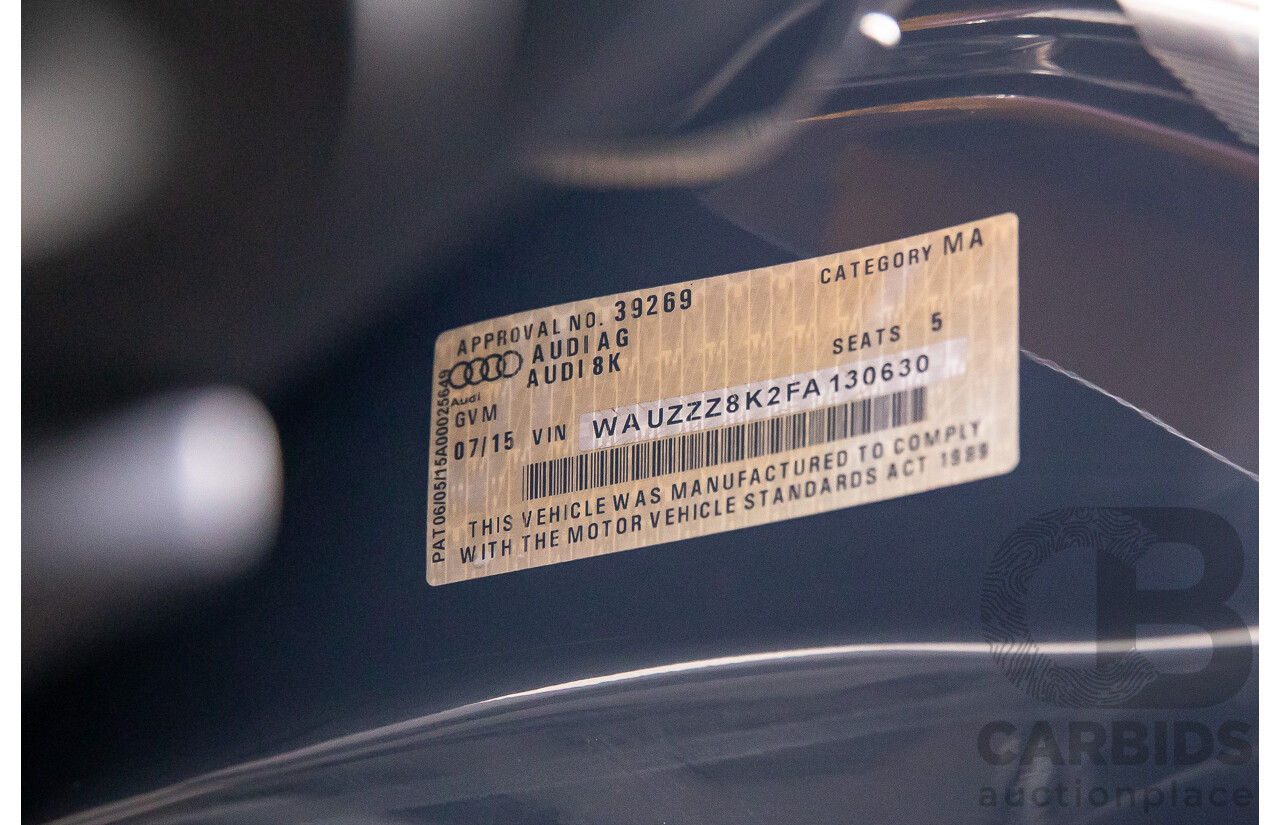 APPROVAL NO. 39269
CATEGORY MA
AUDI AG
SEATS 5
AUDI 8K
Audi
GVM
07/15 VIN WAUZZZ8K2FA130630
THIS VEHICLE WAS MANUFACTURED TO COMPLY
WITH THE MOTOR VEHICLE STANDARDS ACT 1989
PAT06/05/15A00025649
CB
CARBIDS
auctionplace